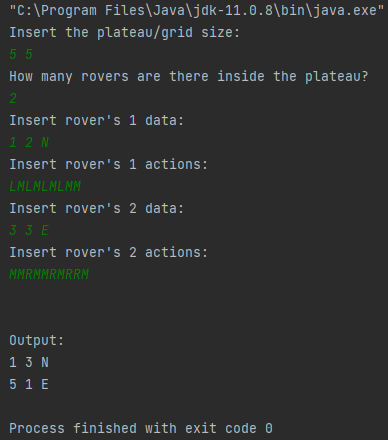 "C:\Program Files\Java\jdk-11.0.8\bin\java.exe"
Insert the plateau/grid size:
5 5
How many rovers are there inside the plateau?
2
Insert rover's 1 data:
1 2 N
Insert rover's 1 actions:
LMLMLMLMM
Insert rover's 2 data:
3 3 E
Insert rover's 2 actions:
MMRMMRMRRM
Output:
1 3 N
5 1 E
Process finished with exit code 0